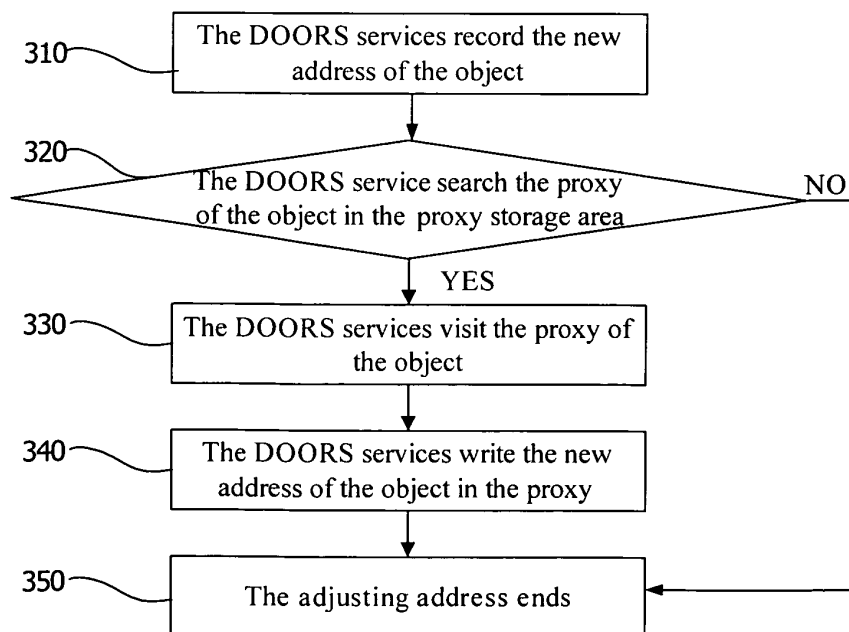 310
The DOORS services record the new
address of the object
320
The DOORS service search the proxy
of the object in the proxy storage area
NO
YES
330
The DOORS services visit the proxy of
the object
340
The DOORS services write the new
address of the object in the proxy
350
The adjusting address ends